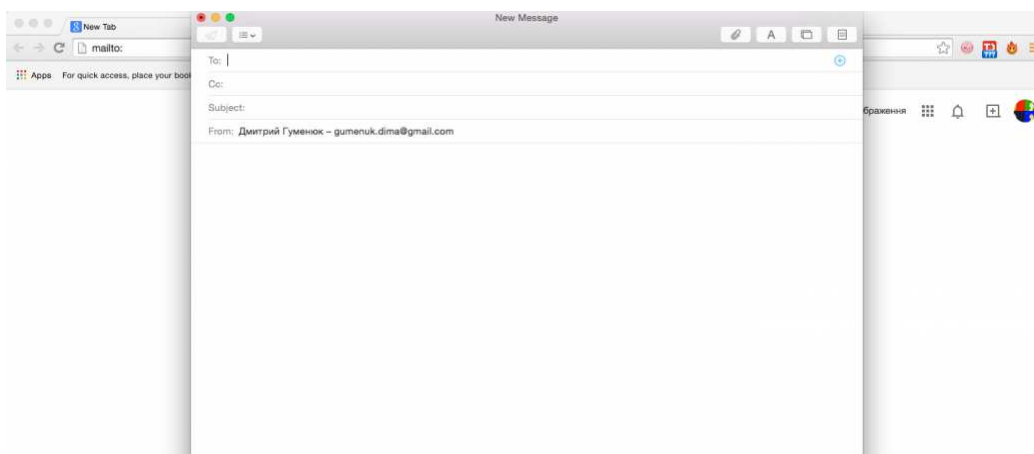 New Tab
New Message
mailto:
A
To:
Apps For quick access, place your book
Cc:
Subject:
браження
From: Дмитрий Гуменюк – gumenuk.dima@gmail.com